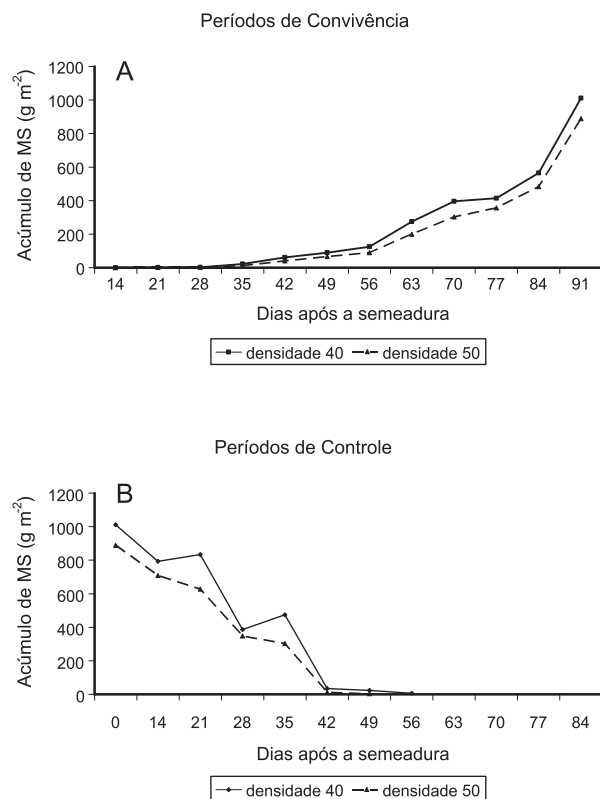 Períodos de Convivência
A
Acúmulo de MS (g m-2)
1200
1000
800
600
400
200
0
14 21 28 35 42 49 56 63 70 77 84 91
Dias após a semeadura
densidade 40 densidade 50
Períodos de Controle
B
Acúmulo de MS (g m-2)
1200
1000
800
600
400
200
0
0 14 21 28 35 42 49 56 63 70 77 84
Dias após a semeadura
densidade 40 densidade 50